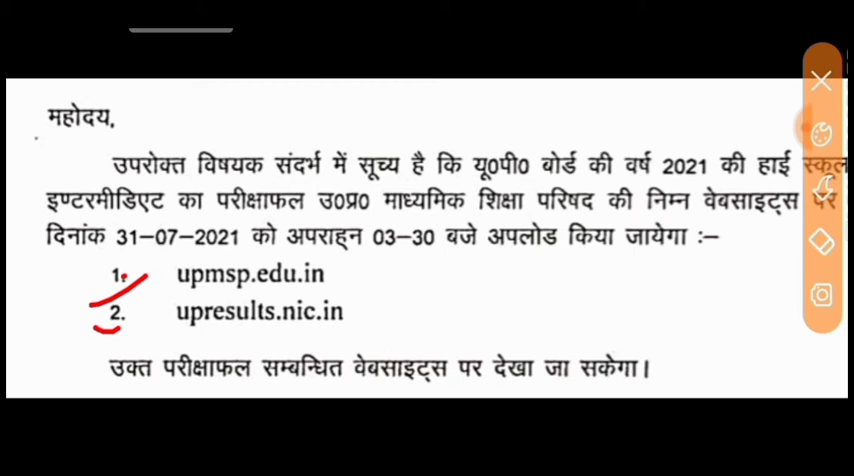 महोदय,
उपरोक्त विषयक संदर्भ में सूच्य है कि यू0पी0 बोर्ड की वर्ष 2021 की हाई स्कूल
इण्टरमीडिएट का परीक्षाफल उ0प्र0 माध्यमिक शिक्षा परिषद की निम्न वेबसाइट्स पर
दिनांक 31-07-2021 को अपराह्न 03-30 बजे अपलोड किया जायेगा :-
1. upmsp.edu.in
2. upresults.nic.in
उक्त परीक्षाफल सम्बन्धित वेबसाइट्स पर देखा जा सकेगा।